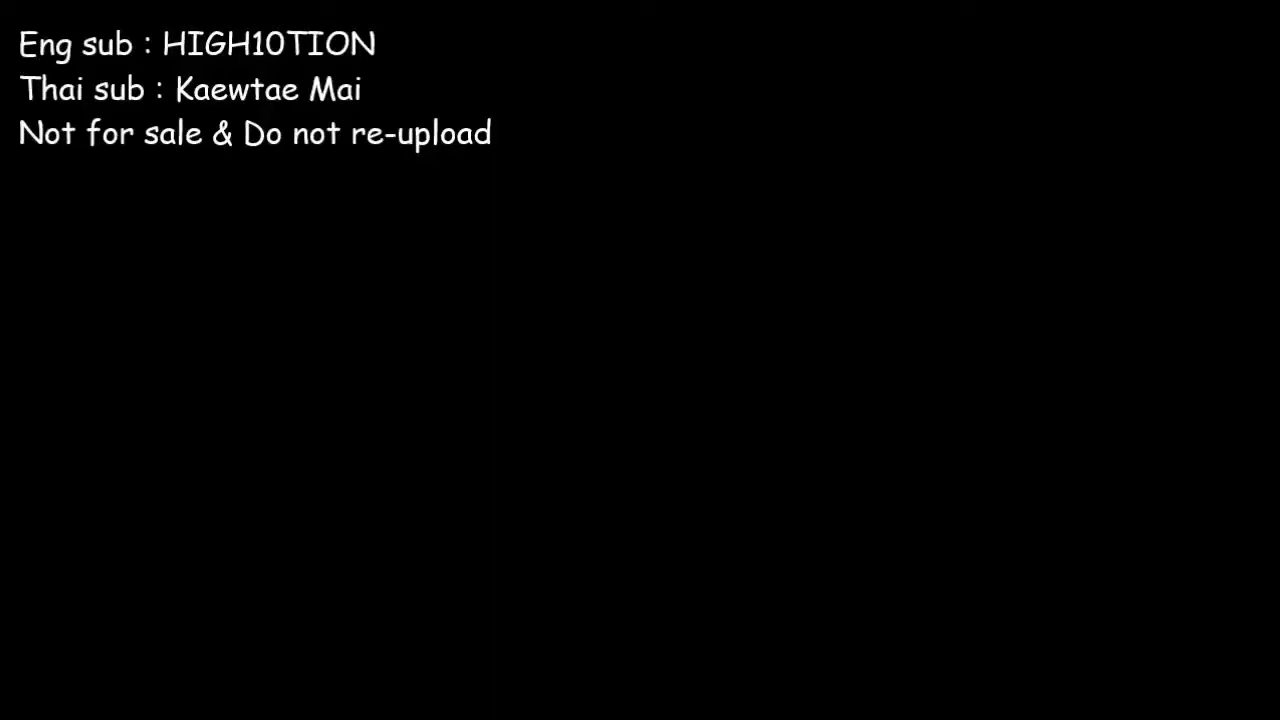 Eng sub : HIGH10TION
Thai sub : Kaewtae Mai
Not for sale & Do not re-upload